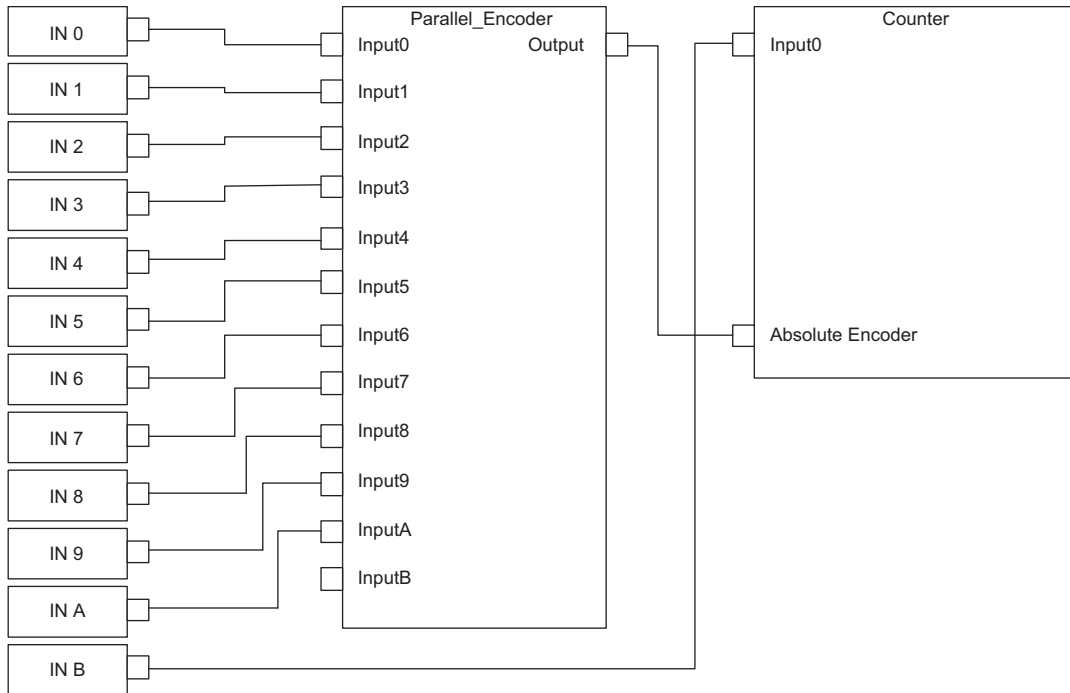 IN 0
IN 1
IN 2
IN 3
IN 4
IN 5
IN 6
IN 7
IN 8
IN 9
IN A
IN B
Parallel_Encoder
Input0
Output
Input1
Input2
Input3
Input4
Input5
Input6
Input7
Input8
Input9
InputA
InputB
Counter
Input0
Absolute Encoder